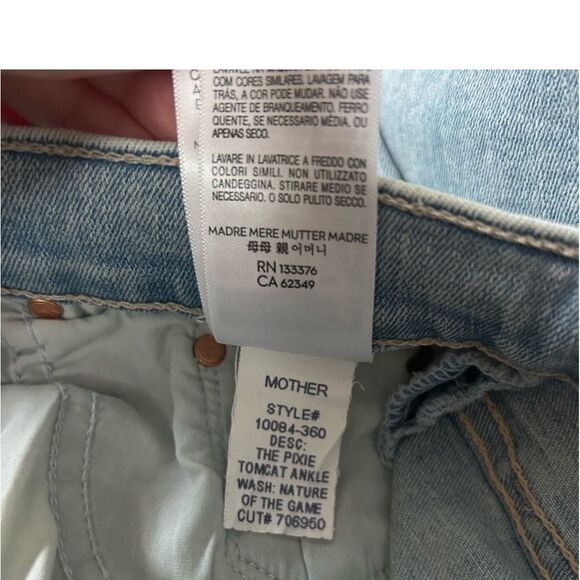 COM CORES SIMILARES. LAVAGEM PARA
TRÁS, A COR PODE MUDAR. NÃO USE
AGENTE DE BRANQUEAMENTO. FERRO
QUENTE, SE NECESSARIO MÉDIA. OU
APENAS SECO.
LAVARE IN LAVATRICE A FREDDO CON
COLORI SIMILI. NON UTILIZZATO
CANDEGGINA. STIRARE MEDIO SE
NECESSARIO. O SOLO PULITO SECCO.
MADRE MERE MUTTER MADRE
母母 親 어머니
RN 133376
CA 62349
MOTHER
STYLE#
10084-360
DESC:
THE PIXIE
TOMCAT ANKLE
WASH: NATURE
OF THE GAME
CUT# 706950